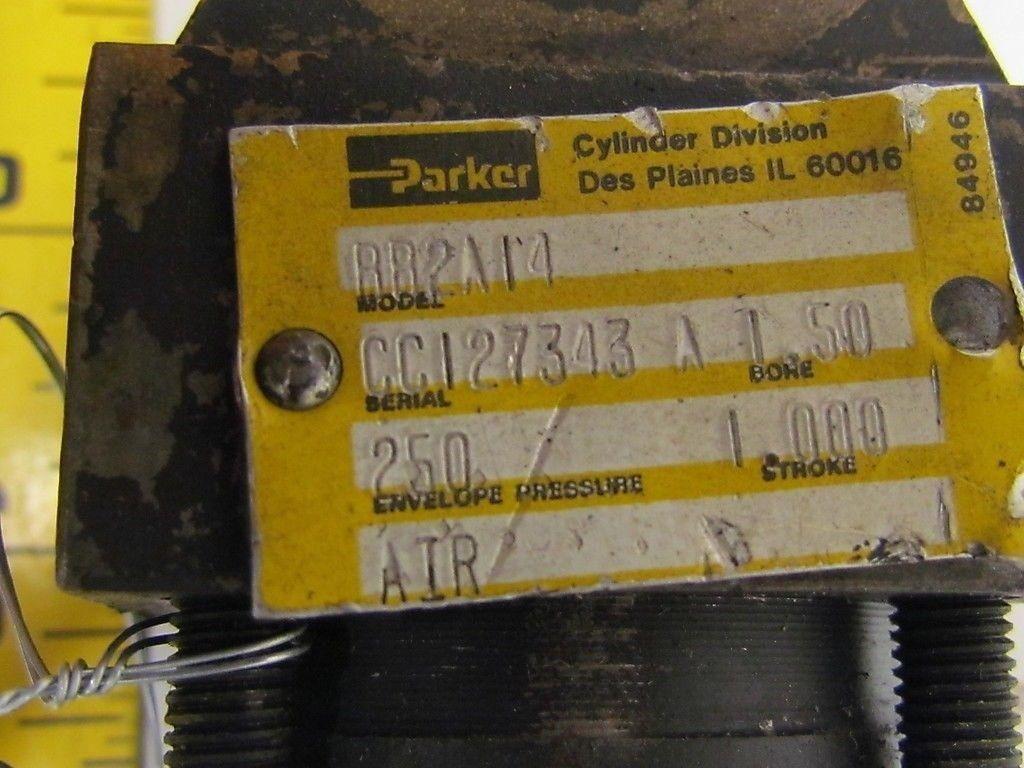 Parker
Cylinder Division
Des Plaines IL 60016
84946
BB2A14
MODEL
CC127343 A 1.50
SERIAL BORE
250 1.000
ENVELOPE PRESSURE STROKE
AIR